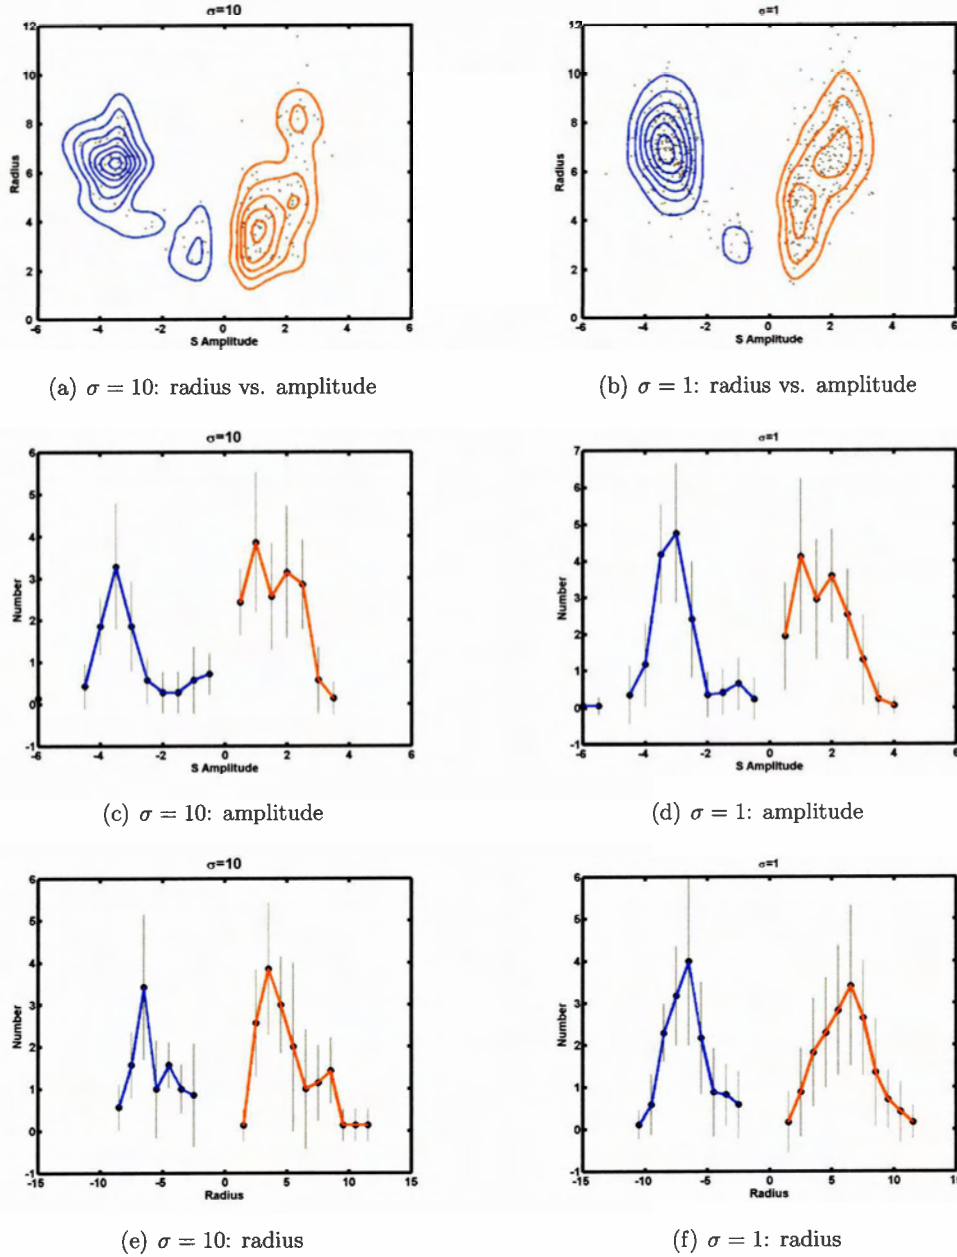 σ=10
12
10
8
6
4
2
0
Radius
-6 -4 -2 0 2 4 6
S Amplitude
(a) σ = 10: radius vs. amplitude
σ=1
12
10
8
6
4
2
0
Radius
-6 -4 -2 0 2 4 6
S Amplitude
(b) σ = 1: radius vs. amplitude
σ=10
6
5
4
3
2
1
0
-1
Number
-6 -4 -2 0 2 4 6
S Amplitude
(c) σ = 10: amplitude
σ=1
7
6
5
4
3
2
1
0
-1
Number
-6 -4 -2 0 2 4 6
S Amplitude
(d) σ = 1: amplitude
σ=10
6
5
4
3
2
1
0
-1
Number
-15 -10 -5 0 5 10 15
Radius
(e) σ = 10: radius
σ=1
6
5
4
3
2
1
0
-1
Number
-15 -10 -5 0 5 10 15
Radius
(f) σ = 1: radius